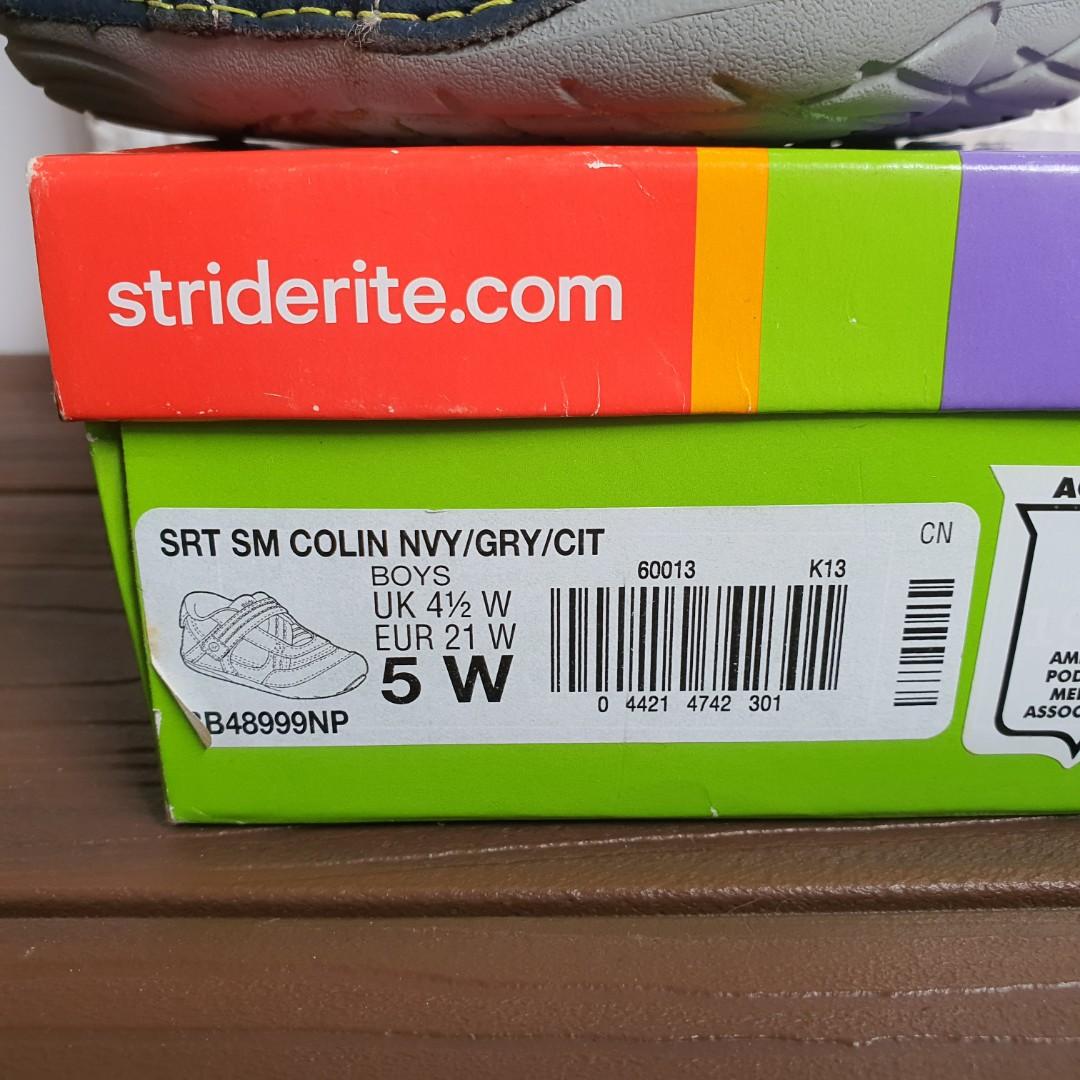 striderite.com
SRT SM COLIN NVY/GRY/CIT
CN
BOYS
60013 K13
UK 4½ W
EUR 21 W
5 W
0 4421 4742 301
B48999NP